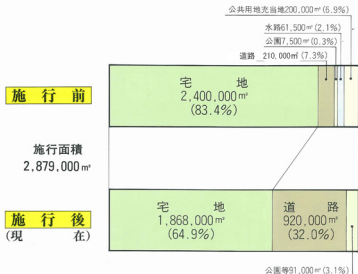 公共用地充当地200,000㎡(6.9%)
水路61,500㎡(2.1%)
公園7,500㎡(0.3%)
道路 210,000㎡(7.3%)
施行前
宅地
2,400,000㎡
(83.4%)
施行面積
2,879,000㎡
施行後
(現在)
宅地
1,868,000㎡
(64.9%)
道路
920,000㎡
(32.0%)
公園等91,000㎡(3.1%)